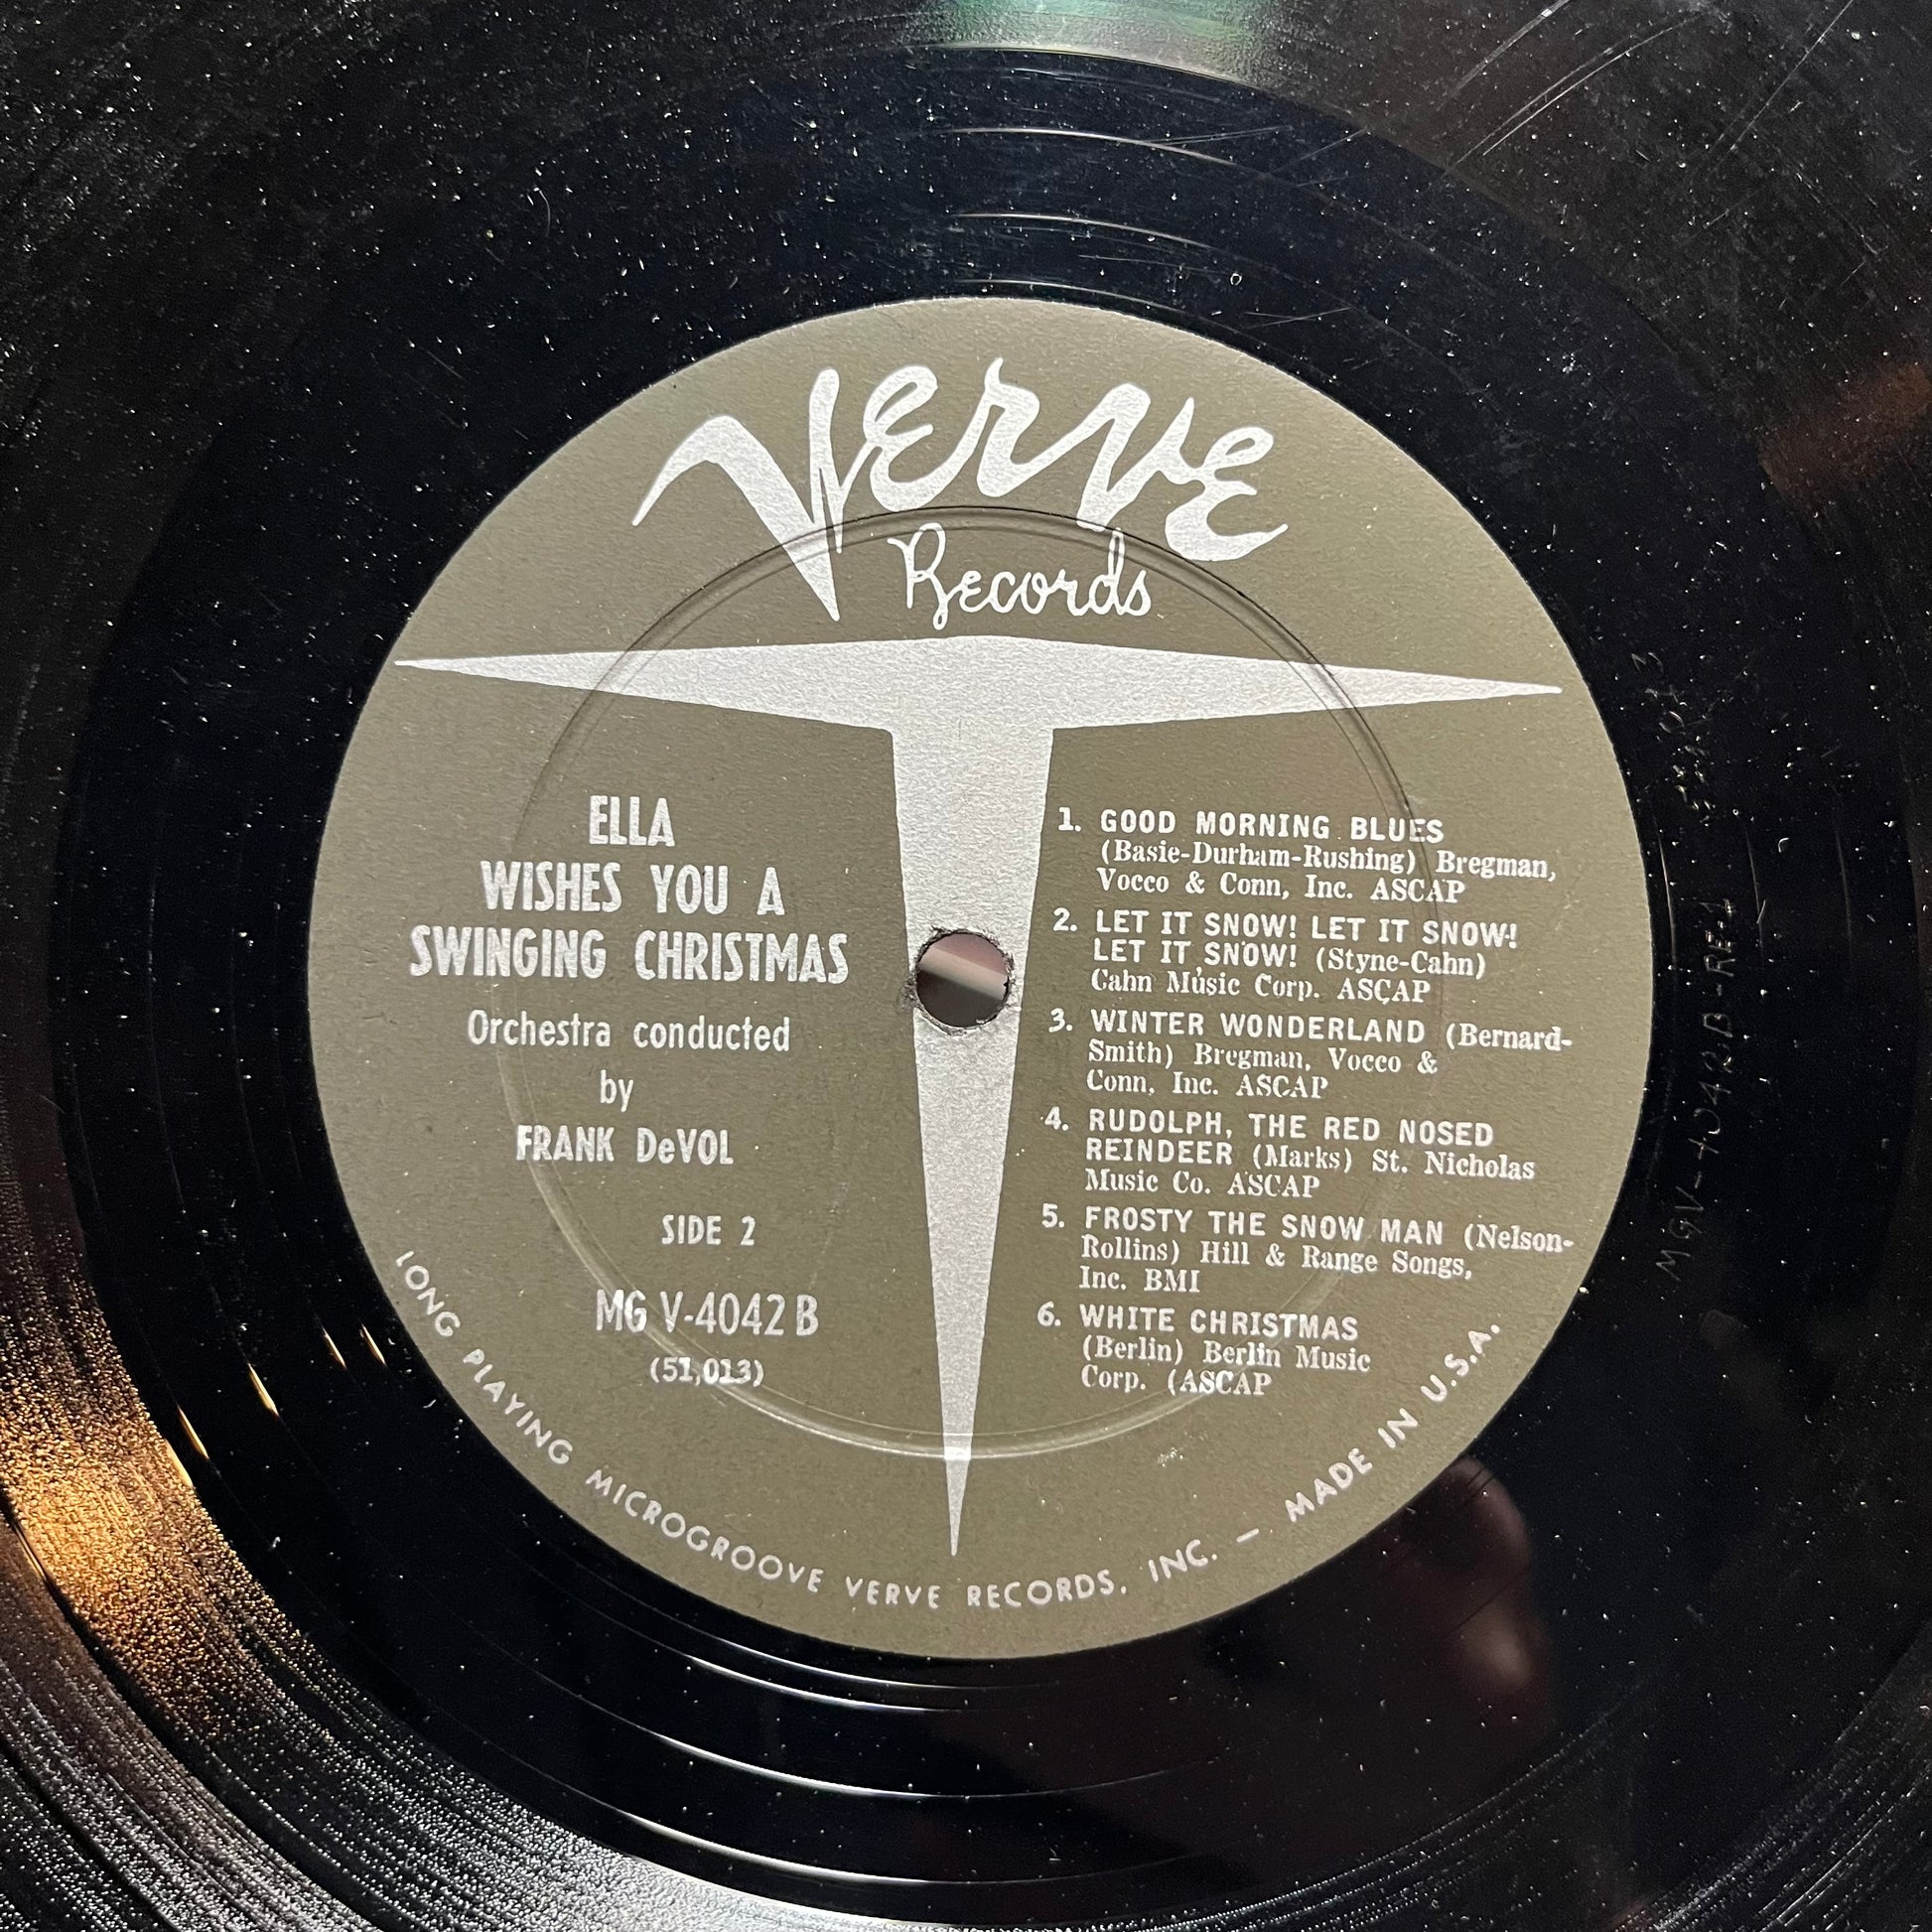 Verve
Records
ELLA
WISHES YOU A
SWINGING CHRISTMAS
Orchestra conducted
by
FRANK DeVOL
SIDE 2
MG V-4042 B
(51,013)
1. GOOD MORNING BLUES
(Basie-Durham-Rushing) Bregman,
Vocco & Conn, Inc. ASCAP
2. LET IT SNOW! LET IT SNOW!
LET IT SNOW! (Styne-Cahn)
Cahn Music Corp. ASCAP
3. WINTER WONDERLAND (Bernard-
Smith) Bregman, Vocco &
Conn, Inc. ASCAP
4. RUDOLPH, THE RED NOSED
REINDEER (Marks) St. Nicholas
Music Co. ASCAP
5. FROSTY THE SNOW MAN (Nelson-
Rollins) Hill & Range Songs,
Inc. BMI
6. WHITE CHRISTMAS
(Berlin) Berlin Music
Corp. (ASCAP
LONG PLAYING MICROGROOVE VERVE RECORDS, INC. — MADE IN U.S.A.
MGV-4042B-RE-1